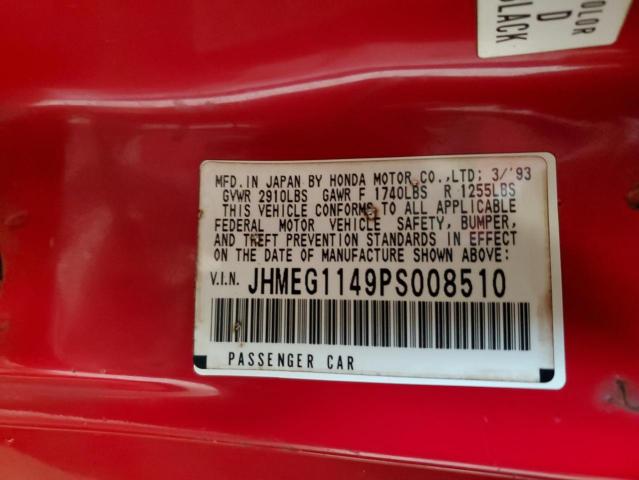 COLOR
D
BLACK
MFD.IN JAPAN BY HONDA MOTOR CO.,LTD; 3/'93
GVWR 2910LBS GAWR F 1740LBS R 1255LBS
THIS VEHICLE CONFORMS TO ALL APPLICABLE
FEDERAL MOTOR VEHICLE SAFETY, BUMPER,
AND THEFT PREVENTION STANDARDS IN EFFECT
ON THE DATE OF MANUFACTURE SHOWN ABOVE:
V.I.N. JHMEG1149PS008510
PASSENGER CAR